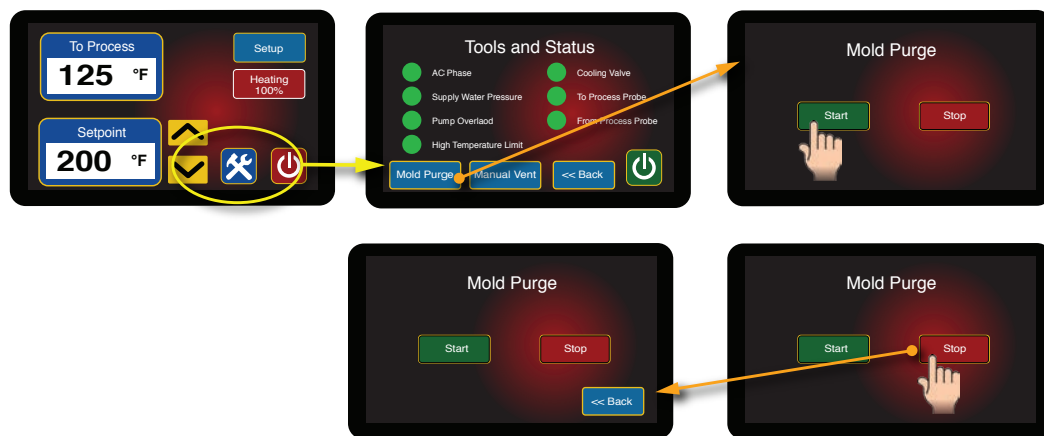 To Process
125 °F
Setup
Heating
100%
Setpoint
200 °F
Tools and Status
AC Phase
Cooling Valve
Supply Water Pressure
To Process Probe
Pump Overlaod
From Process Probe
High Temperature Limit
Mold Purge
Manual Vent
<< Back
Mold Purge
Start
Stop
Mold Purge
Start
Stop
<< Back
Mold Purge
Start
Stop